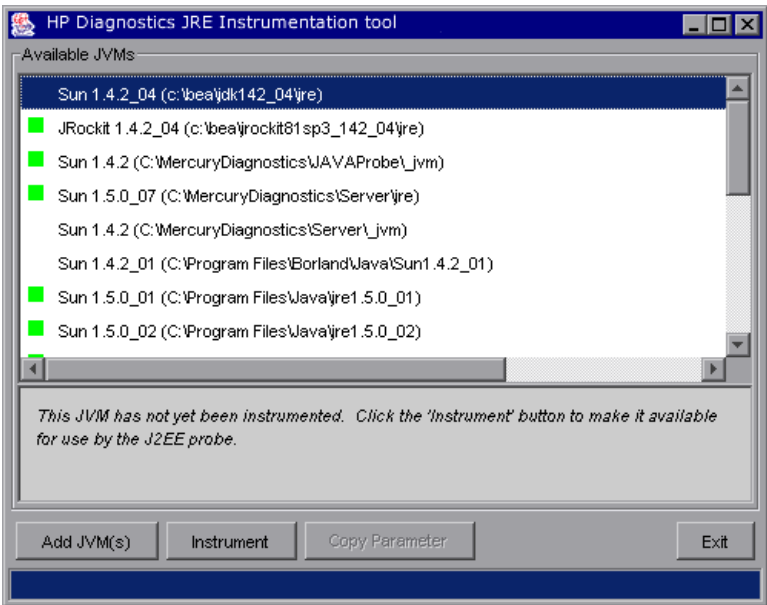 HP Diagnostics JRE Instrumentation tool
Available JVMs
Sun 1.4.2_04 (c:\bea\jdk142_04\jre)
JRockit 1.4.2_04 (c:\bea\jrockit81sp3_142_04\jre)
Sun 1.4.2 (C:\MercuryDiagnostics\JAVAProbe\_jvm)
Sun 1.5.0_07 (C:\MercuryDiagnostics\Server\jre)
Sun 1.4.2 (C:\MercuryDiagnostics\Server\_jvm)
Sun 1.4.2_01 (C:\Program Files\Borland\Java\Sun1.4.2_01)
Sun 1.5.0_01 (C:\Program Files\Java\jre1.5.0_01)
Sun 1.5.0_02 (C:\Program Files\Java\jre1.5.0_02)
This JVM has not yet been instrumented. Click the 'Instrument' button to make it available
for use by the J2EE probe.
Add JVM(s) Instrument Copy Parameter Exit